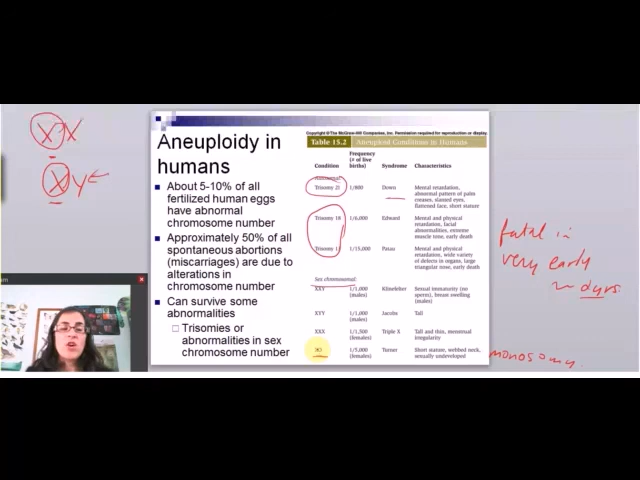 Aneuploidy in
humans
About 5-10% of all
fertilized human eggs
have abnormal
chromosome number
Approximately 50% of all
spontaneous abortions
(miscarriages) are due to
alterations in
chromosome number
Can survive some
abnormalities
Trisomies or
abnormalities in sex
chromosome number
Copyright © The McGraw-Hill Companies, Inc. Permission required for reproduction or display.
Table 15.2 Aneuploid Conditions in Humans
Condition Frequency (# of live births) Syndrome Characteristics
Autosomal
Trisomy 21 1/800 Down Mental retardation,
abnormal pattern of palm
creases, slanted eyes,
flattened face, short stature
Trisomy 18 1/6,000 Edward Mental and physical
retardation, facial
abnormalities, extreme
muscle tone, early death
Trisomy 13 1/15,000 Patau Mental and physical
retardation, wide variety
of defects in organs, large
triangular nose, early death
Sex chromosomal
XXY 1/1,000 (males) Klinefelter Sexual immaturity (no
sperm), breast swelling
XYY 1/1,000 (males) Jacobs Tall
XXX 1/1,500 (females) Triple X Tall and thin, menstrual
irregularity
X0 1/5,000 (females) Turner Short stature, webbed neck,
sexually undeveloped
XX
XY
fatal in
very early
days
monosomy